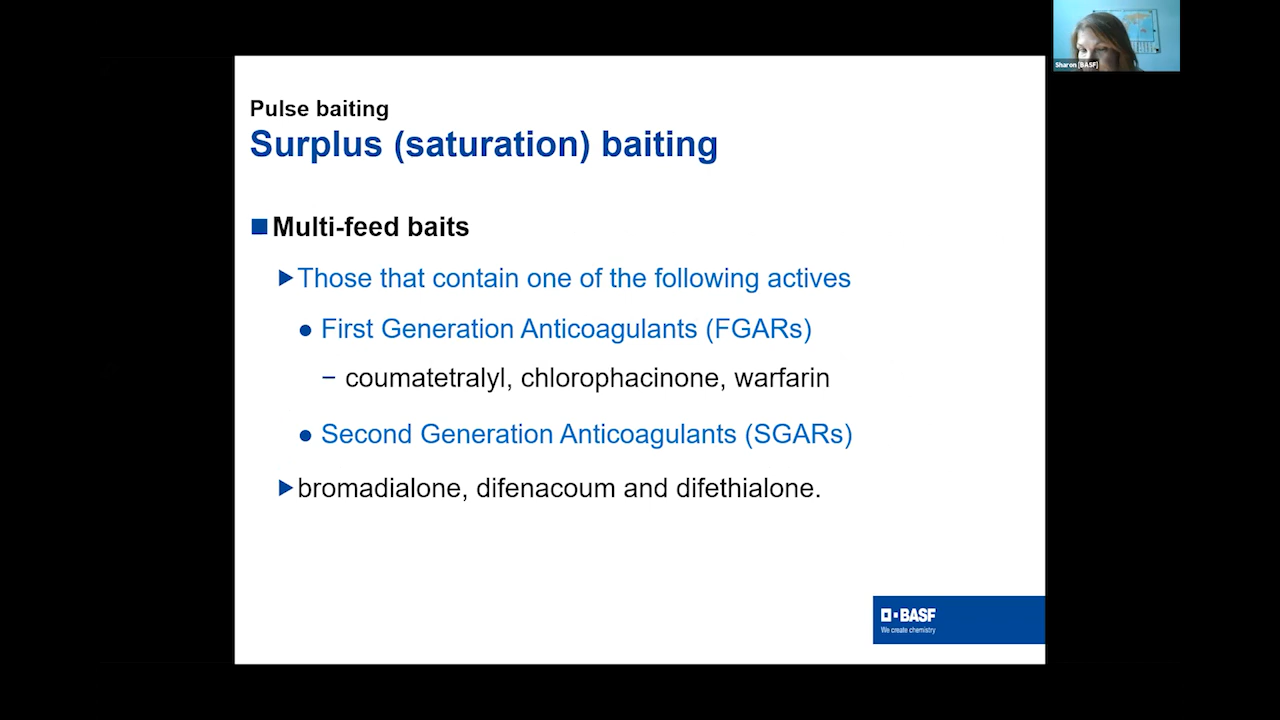 Sharon [BASF]
Pulse baiting
Surplus (saturation) baiting
Multi-feed baits
Those that contain one of the following actives
First Generation Anticoagulants (FGARs)
– coumatetralyl, chlorophacinone, warfarin
Second Generation Anticoagulants (SGARs)
bromadialone, difenacoum and difethialone.
BASF
We create chemistry